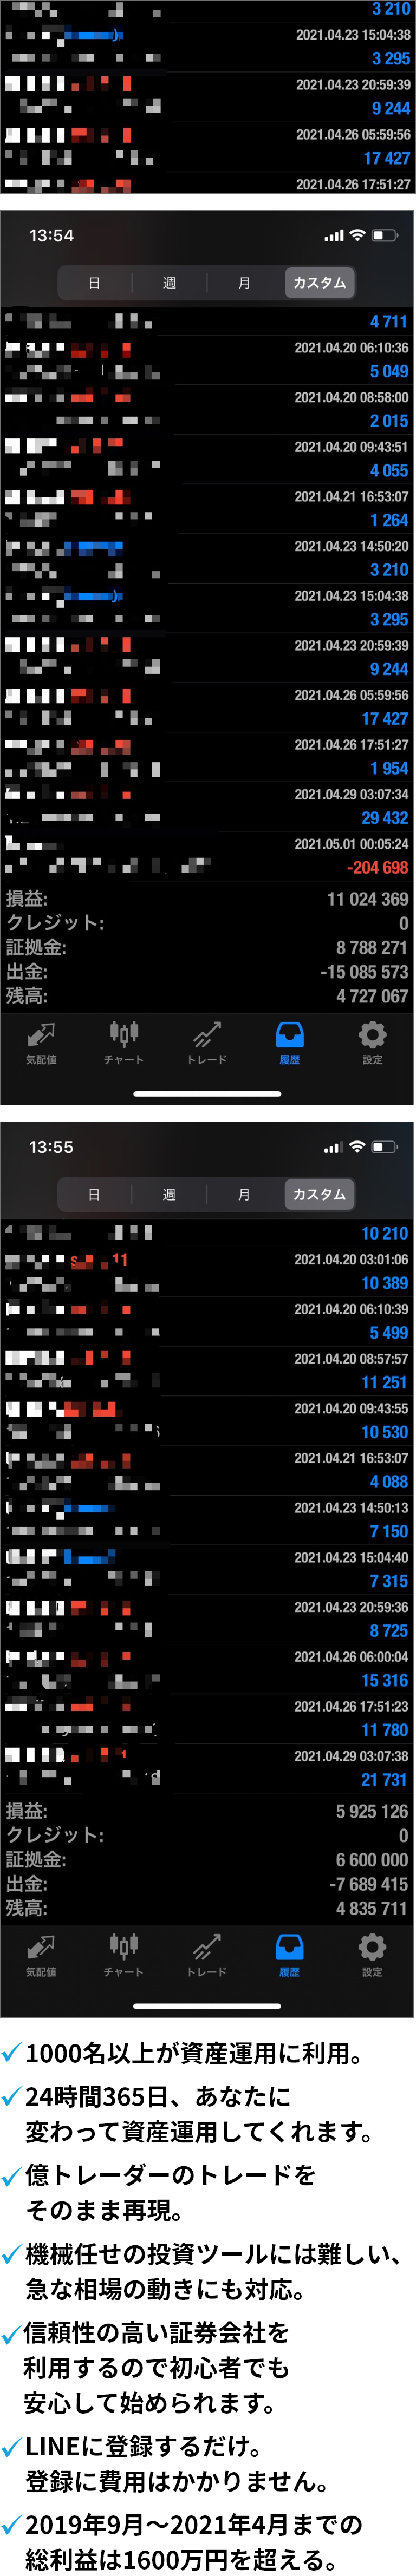 3 210
2021.04.23 15:04:38
3 295
2021.04.23 20:59:39
9 244
2021.04.26 05:59:56
17 427
2021.04.26 17:51:27
13:54
日 週 月 カスタム
4 711
2021.04.20 06:10:36
5 049
2021.04.20 08:58:00
2 015
2021.04.20 09:43:51
4 055
2021.04.21 16:53:07
1 264
2021.04.23 14:50:20
3 210
2021.04.23 15:04:38
3 295
2021.04.23 20:59:39
9 244
2021.04.26 05:59:56
17 427
2021.04.26 17:51:27
1 954
2021.04.29 03:07:34
29 432
2021.05.01 00:05:24
-204 698
損益: 11 024 369
クレジット: 0
証拠金: 8 788 271
出金: -15 085 573
残高: 4 727 067
気配値 チャート トレード 履歴 設定
13:55
日 週 月 カスタム
10 210
2021.04.20 03:01:06
10 389
2021.04.20 06:10:39
5 499
2021.04.20 08:57:57
11 251
2021.04.20 09:43:55
10 530
2021.04.21 16:53:07
4 088
2021.04.23 14:50:13
7 150
2021.04.23 15:04:40
7 315
2021.04.23 20:59:36
8 725
2021.04.26 06:00:04
15 316
2021.04.26 17:51:23
11 780
2021.04.29 03:07:38
21 731
損益: 5 925 126
クレジット: 0
証拠金: 6 600 000
出金: -7 689 415
残高: 4 835 711
気配値 チャート トレード 履歴 設定
1000名以上が資産運用に利用。
24時間365日、あなたに
変わって資産運用してくれます。
億トレーダーのトレードを
そのまま再現。
機械任せの投資ツールには難しい、
急な相場の動きにも対応。
信頼性の高い証券会社を
利用するので初心者でも
安心して始められます。
LINEに登録するだけ。
登録に費用はかかりません。
2019年9月〜2021年4月までの
総利益は1600万円を超える。